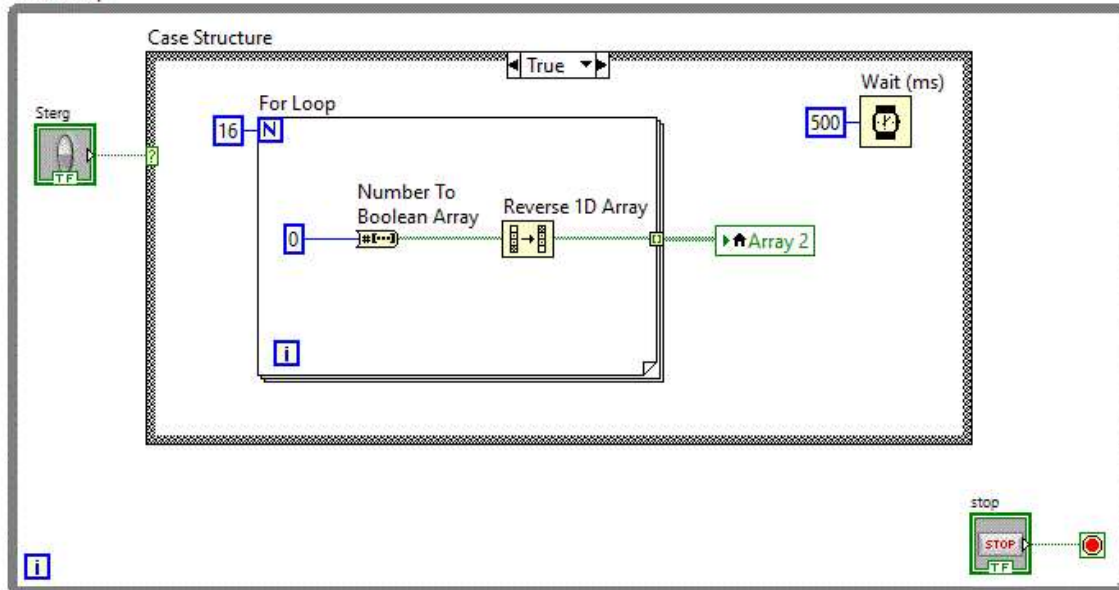 Case Structure
True
Wait (ms)
Sterg
For Loop
16
N
500
?
TF
Number To
Boolean Array
Reverse 1D Array
0
#[···]
Array 2
i
stop
STOP
TF
i